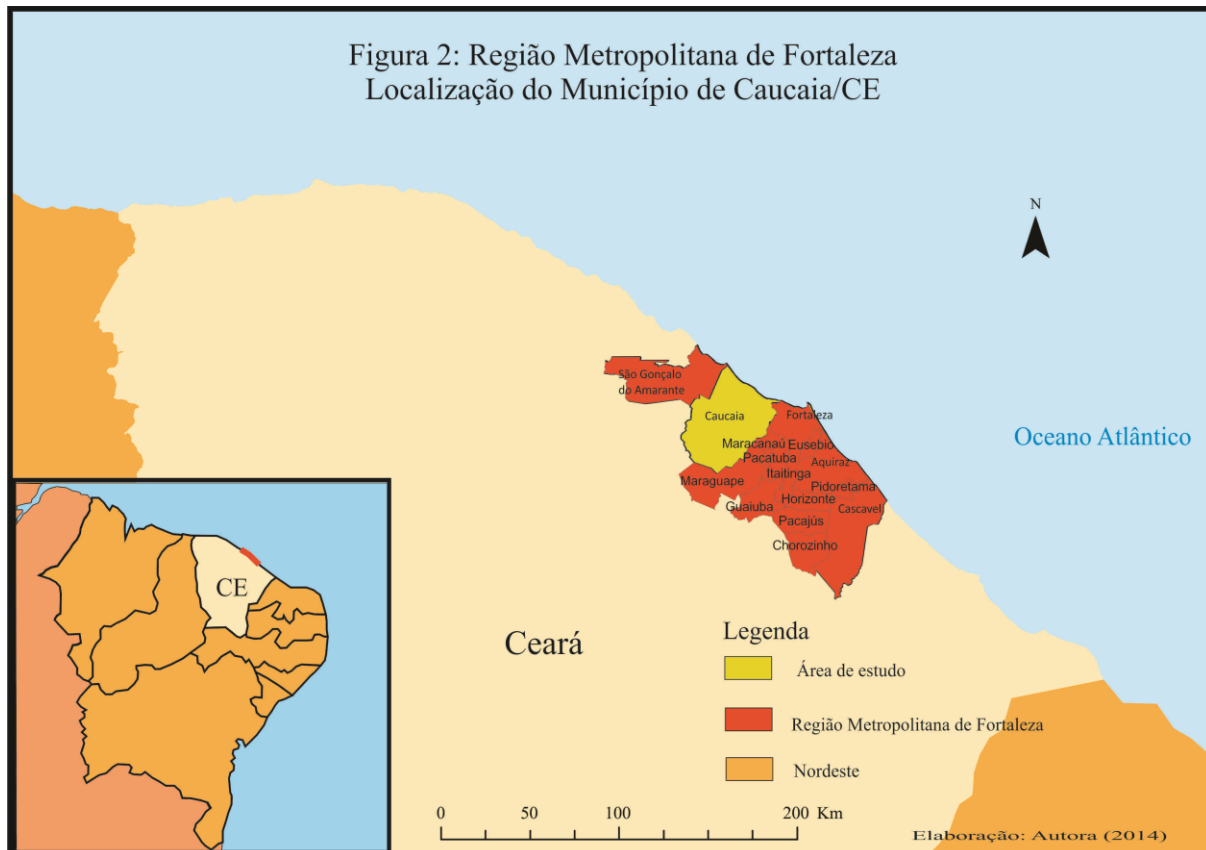 Figura 2: Região Metropolitana de Fortaleza
Localização do Município de Caucaia/CE
N
São Gonçalo
do Amarante
Caucaia
Fortaleza
Maracanaú
Eusebio
Pacatuba
Aquiraz
Itaitinga
Maraguape
Pidoretama
Horizonte
Guaiuba
Cascavel
Pacajús
Chorozinho
Oceano Atlântico
CE
Ceará
Legenda
Área de estudo
Região Metropolitana de Fortaleza
Nordeste
0 50 100 200 Km
Elaboração: Autora (2014)